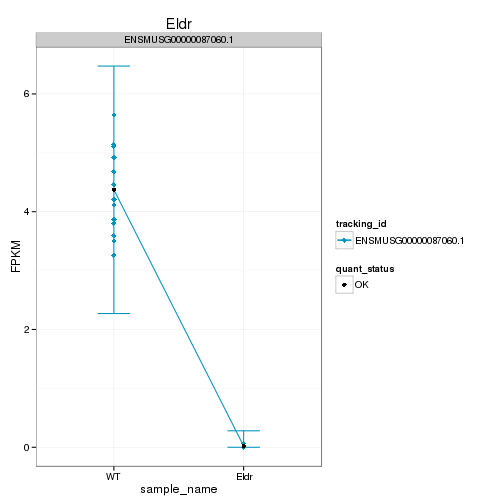 Eldr
ENSMUSG00000087060.1
6
4
2
0
FPKM
WT
Eldr
sample_name
tracking_id
ENSMUSG00000087060.1
quant_status
OK